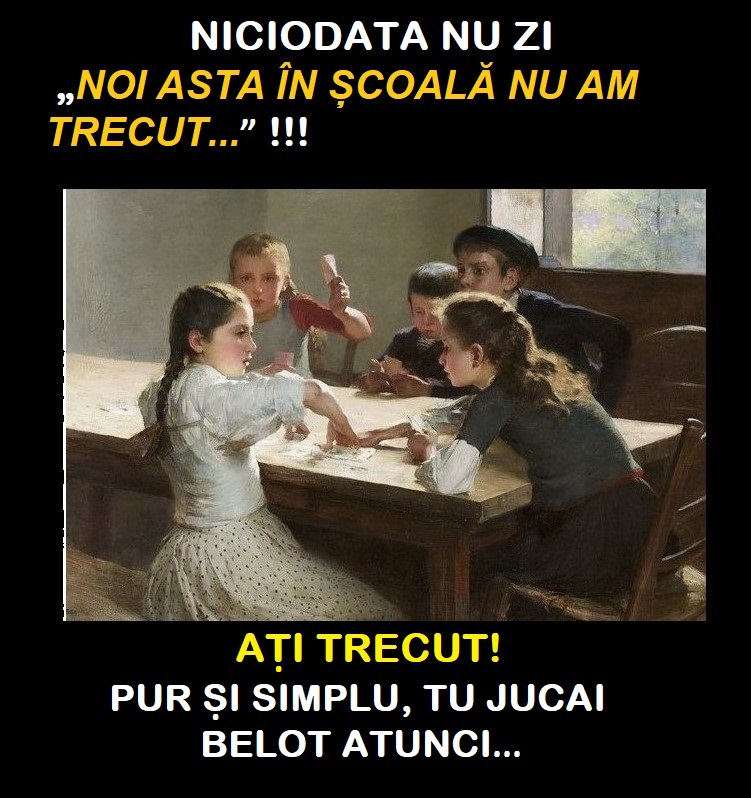 NICIODATA NU ZI
„NOI ASTA ÎN ȘCOALĂ NU AM
TRECUT...” !!!
AȚI TRECUT!
PUR ȘI SIMPLU, TU JUCAI
BELOT ATUNCI...